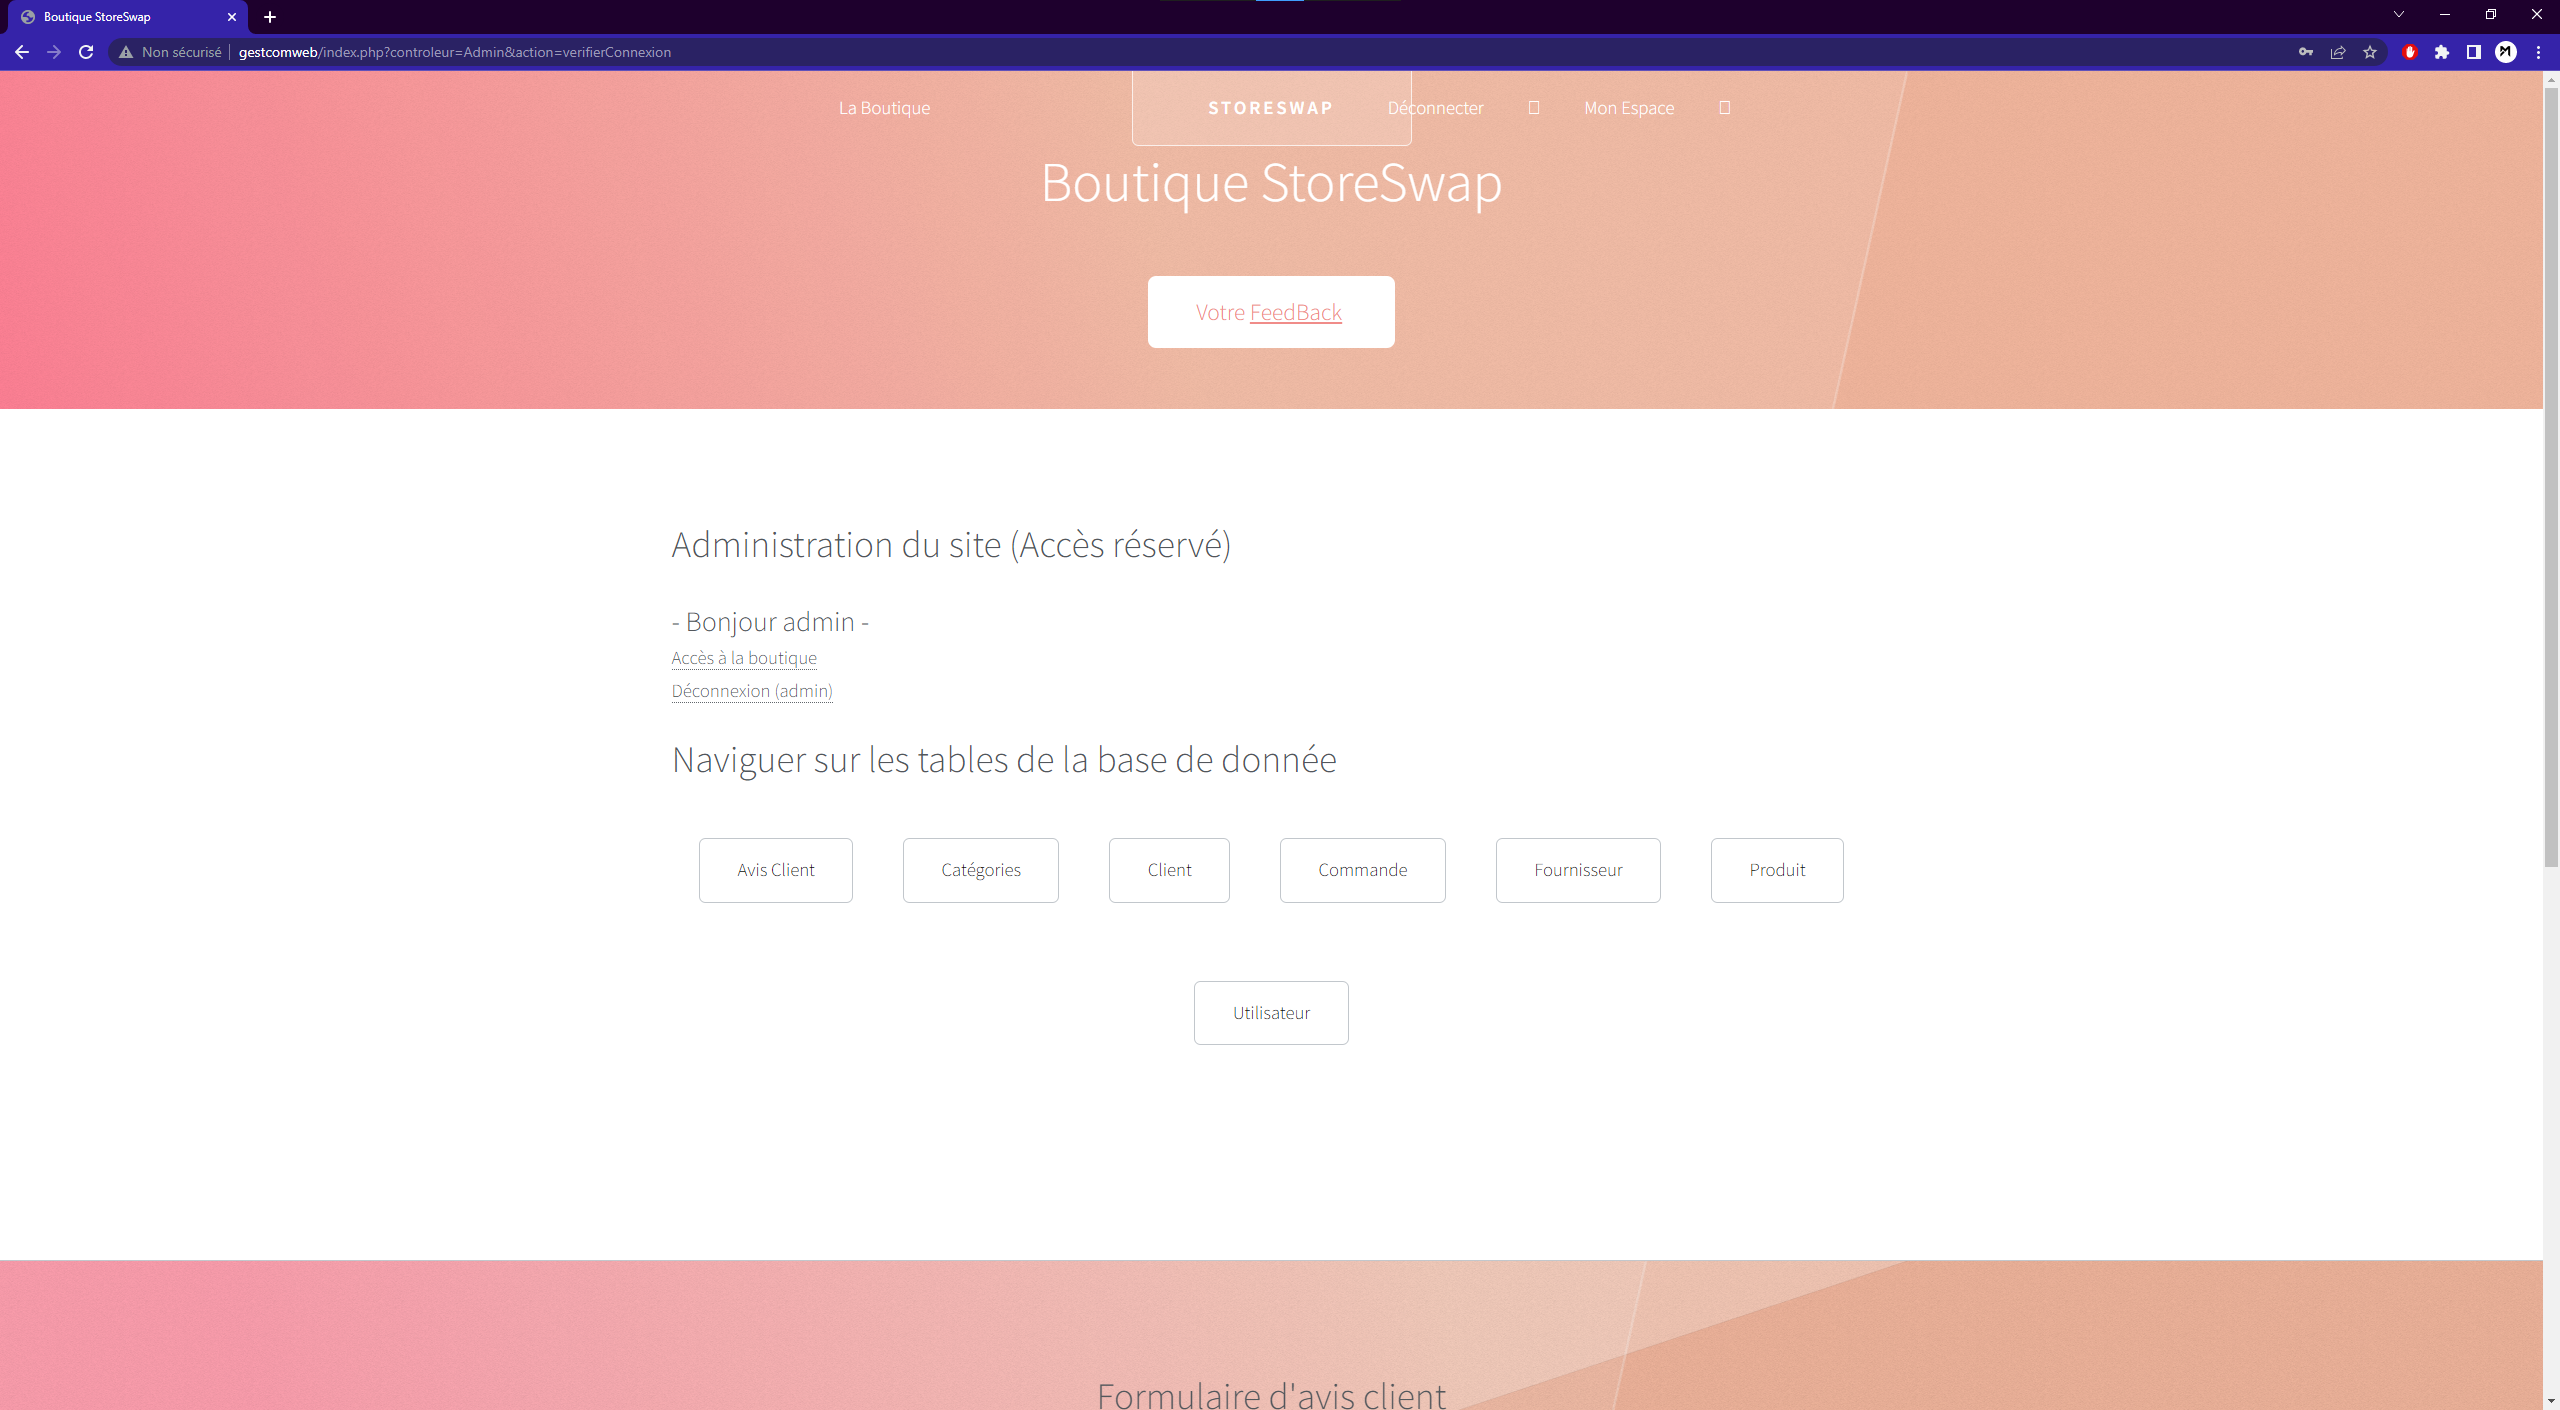 Boutique StoreSwap
Non sécurisé gestcomweb/index.php?controleur=Admin&action=verifierConnexion
La Boutique STORESWAP Déconnecter Mon Espace
Boutique StoreSwap
Votre FeedBack
Administration du site (Accès réservé)
- Bonjour admin -
Accès à la boutique
Déconnexion (admin)
Naviguer sur les tables de la base de donnée
Avis Client Catégories Client Commande Fournisseur Produit
Utilisateur
Formulaire d'avis client